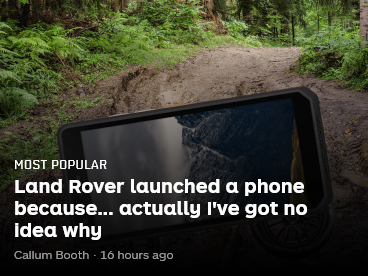 MOST POPULAR
Land Rover launched a phone
because... actually I've got no
idea why
Callum Booth · 16 hours ago